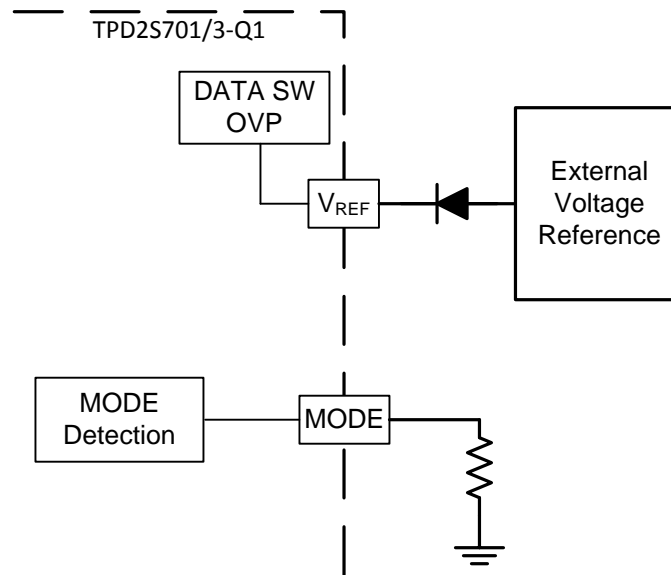 TPD2S701/3-Q1
DATA SW
OVP
VREF
External
Voltage
Reference
MODE
Detection
MODE